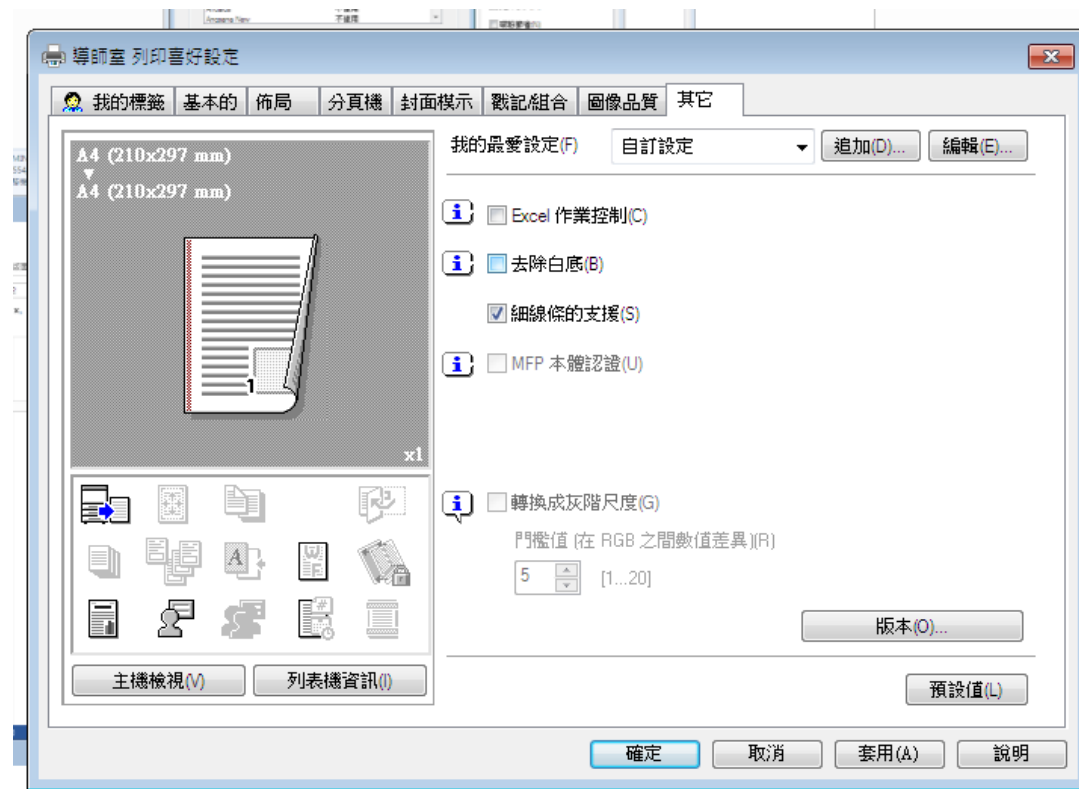 Arizona New 不使用
導師室 列印喜好設定
我的標籤 基本的 佈局 分頁機 封面模示 戳記/組合 圖像品質 其它
A4 (210x297 mm)
A4 (210x297 mm)
1
x1
我的最愛設定(F) 自訂設定 追加(D)... 編輯(E)...
Excel 作業控制(C)
去除白底(B)
細線條的支援(S)
MFP 本體認證(U)
轉換成灰階尺度(G)
門檻值 (在 RGB 之間數值差異)(R)
5 [1...20]
版本(O)...
主機檢視(V) 列表機資訊(I)
預設值(L)
確定 取消 套用(A) 說明